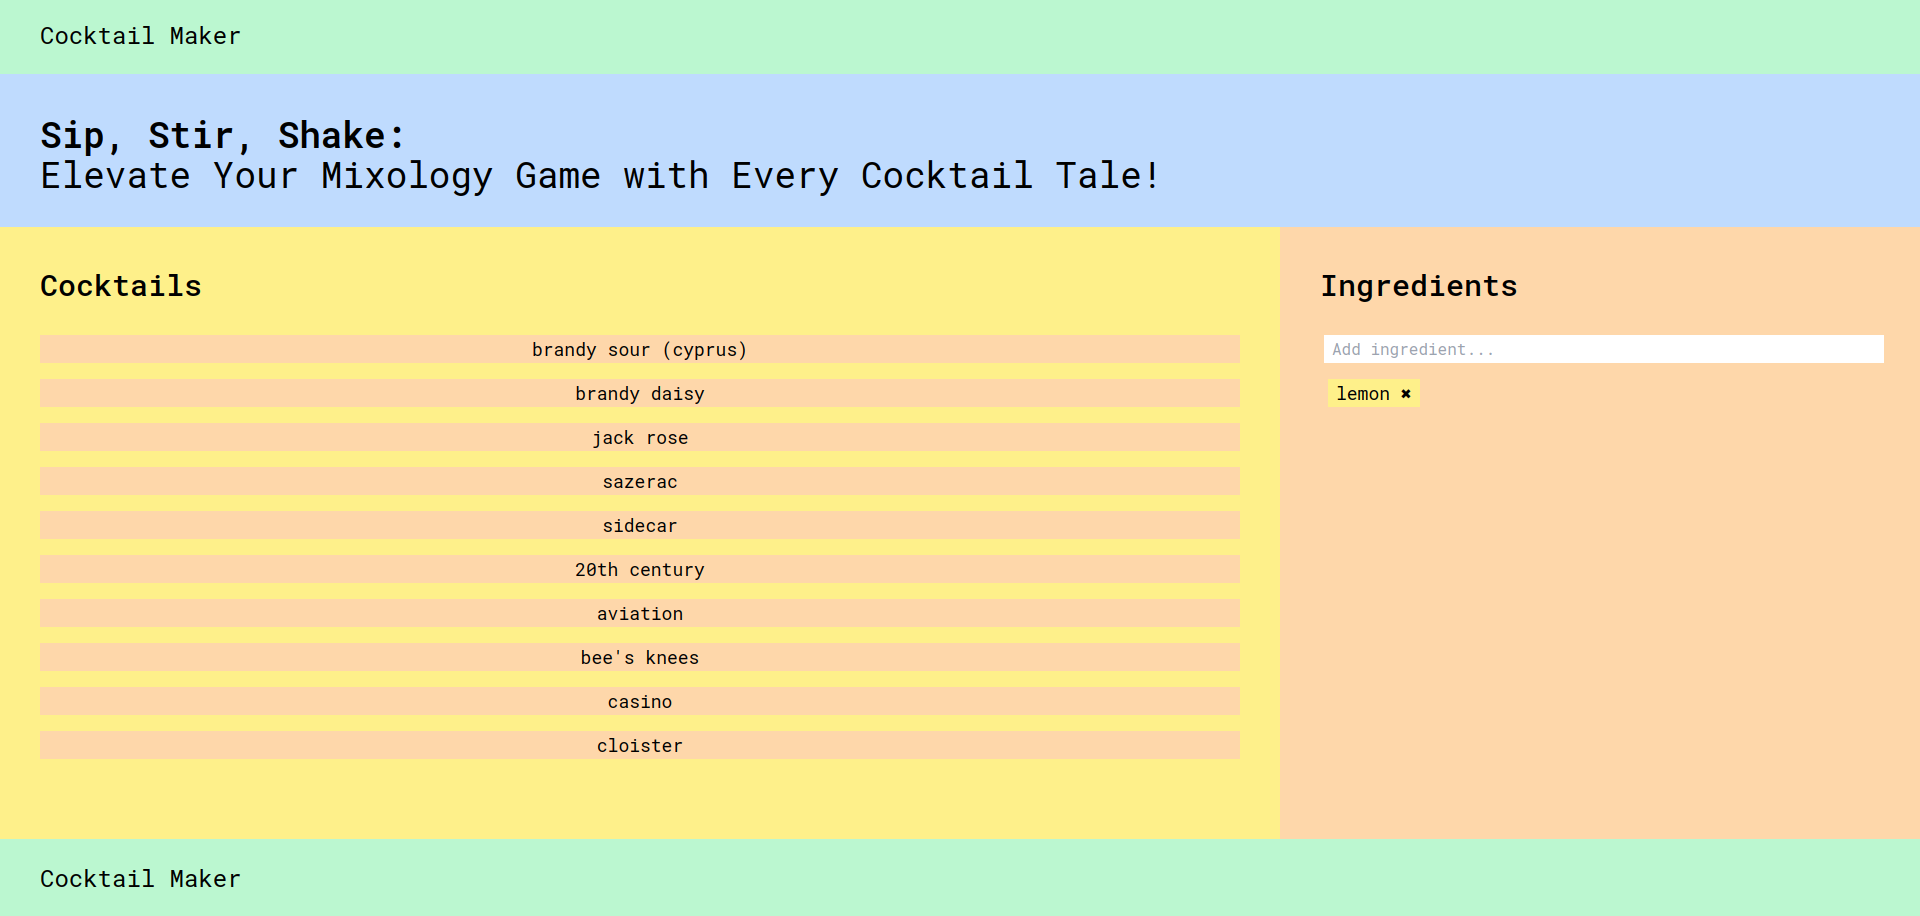 Cocktail Maker
Sip, Stir, Shake:
Elevate Your Mixology Game with Every Cocktail Tale!
Cocktails
brandy sour (cyprus)
brandy daisy
jack rose
sazerac
sidecar
20th century
aviation
bee's knees
casino
cloister
Ingredients
Add ingredient...
lemon ✖
Cocktail Maker